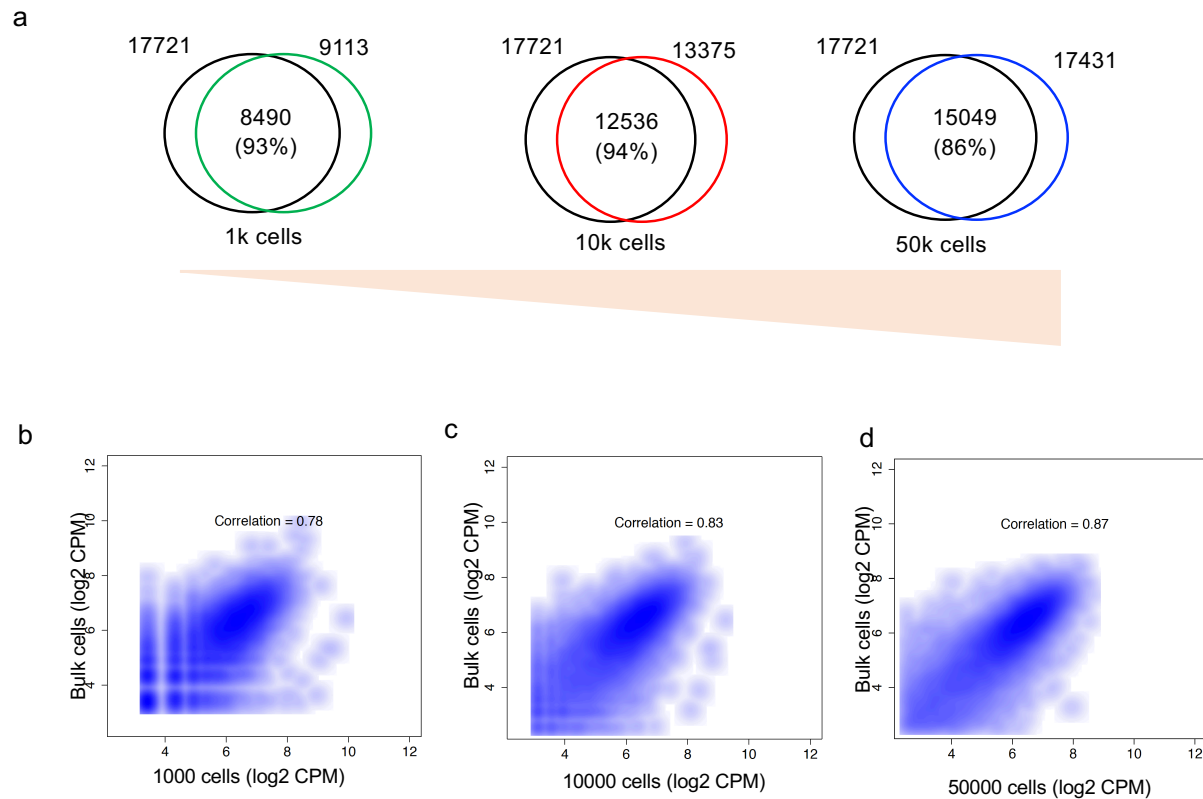 a
17721
9113
8490
(93%)
1k cells
17721
13375
12536
(94%)
10k cells
17721
17431
15049
(86%)
50k cells
b
Correlation = 0.78
Bulk cells (log2 CPM)
12
10
8
6
4
4 6 8 10 12
1000 cells (log2 CPM)
c
Correlation = 0.83
Bulk cells (log2 CPM)
12
10
8
6
4
4 6 8 10 12
10000 cells (log2 CPM)
d
Correlation = 0.87
Bulk cells (log2 CPM)
12
10
8
6
4
4 6 8 10 12
50000 cells (log2 CPM)